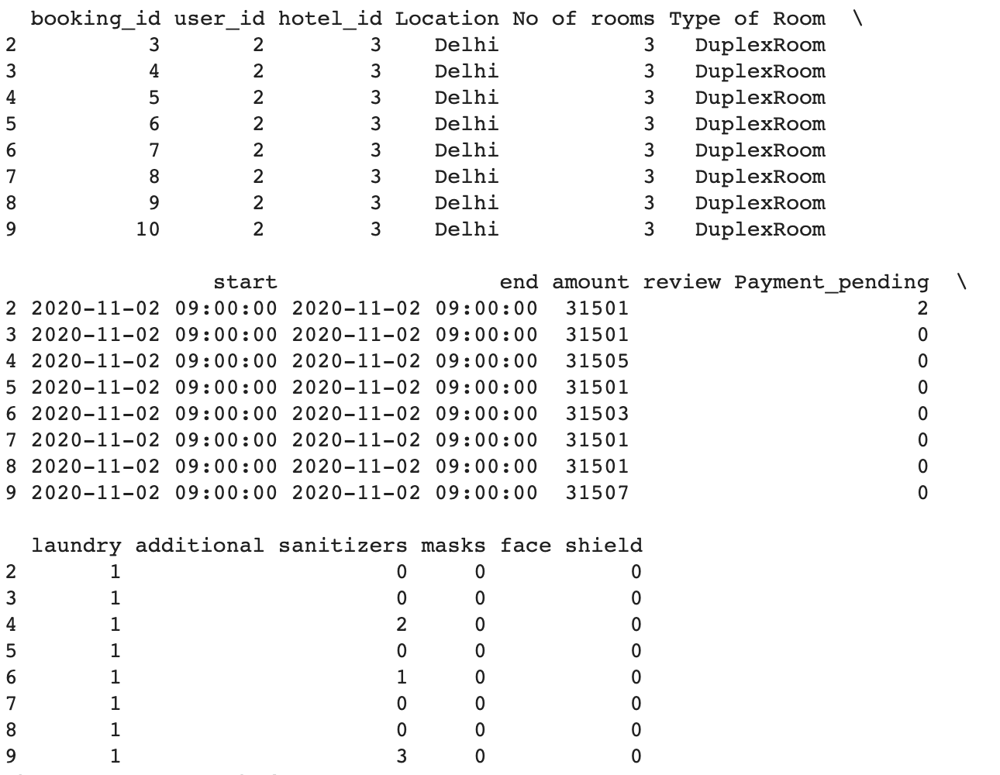 booking_id user_id hotel_id Location No of rooms Type of Room \
2 3 2 3 Delhi 3 DuplexRoom
3 4 2 3 Delhi 3 DuplexRoom
4 5 2 3 Delhi 3 DuplexRoom
5 6 2 3 Delhi 3 DuplexRoom
6 7 2 3 Delhi 3 DuplexRoom
7 8 2 3 Delhi 3 DuplexRoom
8 9 2 3 Delhi 3 DuplexRoom
9 10 2 3 Delhi 3 DuplexRoom
start end amount review Payment_pending \
2 2020-11-02 09:00:00 2020-11-02 09:00:00 31501 2
3 2020-11-02 09:00:00 2020-11-02 09:00:00 31501 0
4 2020-11-02 09:00:00 2020-11-02 09:00:00 31505 0
5 2020-11-02 09:00:00 2020-11-02 09:00:00 31501 0
6 2020-11-02 09:00:00 2020-11-02 09:00:00 31503 0
7 2020-11-02 09:00:00 2020-11-02 09:00:00 31501 0
8 2020-11-02 09:00:00 2020-11-02 09:00:00 31501 0
9 2020-11-02 09:00:00 2020-11-02 09:00:00 31507 0
laundry additional sanitizers masks face shield
2 1 0 0 0
3 1 0 0 0
4 1 2 0 0
5 1 0 0 0
6 1 1 0 0
7 1 0 0 0
8 1 0 0 0
9 1 3 0 0